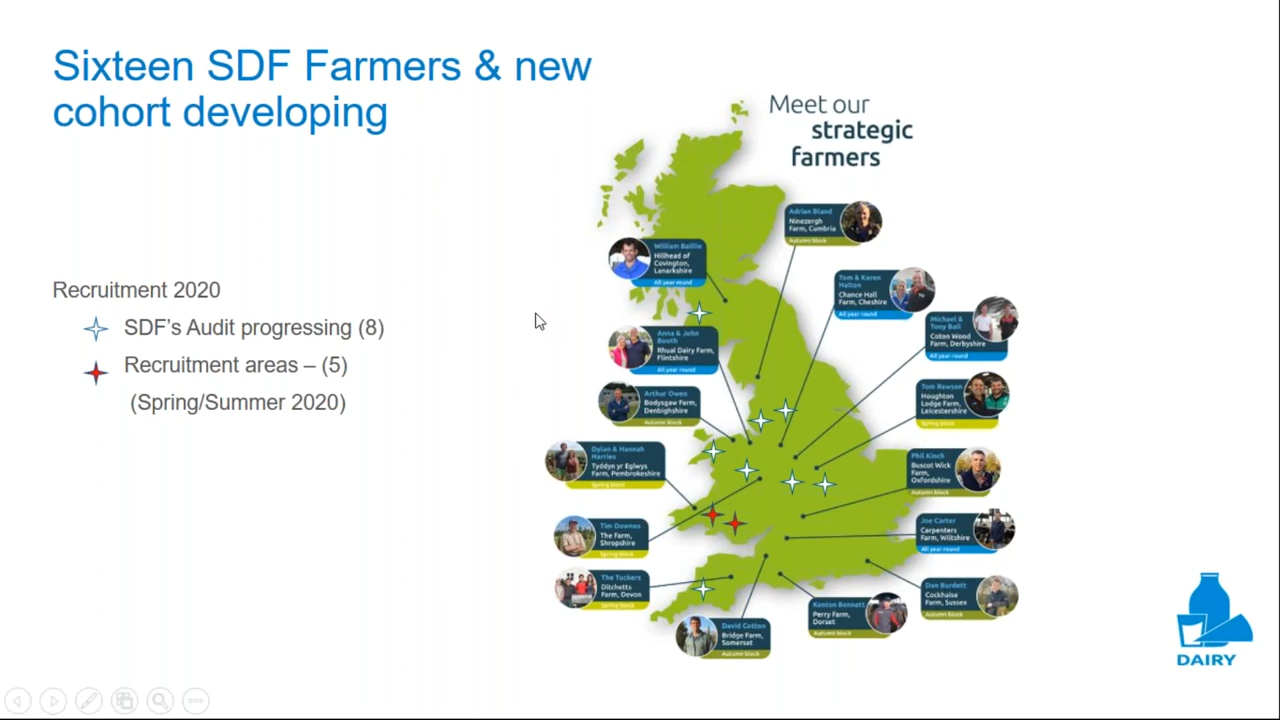 Sixteen SDF Farmers & new
cohort developing
Meet our
strategic
farmers
Recruitment 2020
SDF's Audit progressing (8)
Recruitment areas – (5)
(Spring/Summer 2020)
Adrian Bland
Ninezergh
Farm, Cumbria
Autumn block
William Baillie
Hillhead of
Covington,
Lanarkshire
All year round
Tom & Karen
Halton
Chance Hall
Farm, Cheshire
All year round
Michael &
Tony Ball
Coton Wood
Farm, Derbyshire
All year round
Anna & John
Booth
Rhual Dairy Farm,
Flintshire
All year round
Arthur Owen
Bodysgaw Farm,
Denbighshire
Autumn block
Tom Rawson
Houghton
Lodge Farm,
Leicestershire
Spring block
Dylan & Hannah
Harries
Tyddyn yr Eglwys
Farm, Pembrokeshire
Spring block
Phil Kinch
Buscot Wick
Farm,
Oxfordshire
Autumn block
Tim Downes
The Farm,
Shropshire
Spring block
Joe Carter
Carpenters
Farm, Wiltshire
All year round
The Tuckers
Ditchetts
Farm, Devon
Spring block
Dan Burdett
Cockhaise
Farm, Sussex
Autumn block
Kenton Bennett
Perry Farm,
Dorset
Autumn block
David Cotton
Bridge Farm,
Somerset
Autumn block
DAIRY